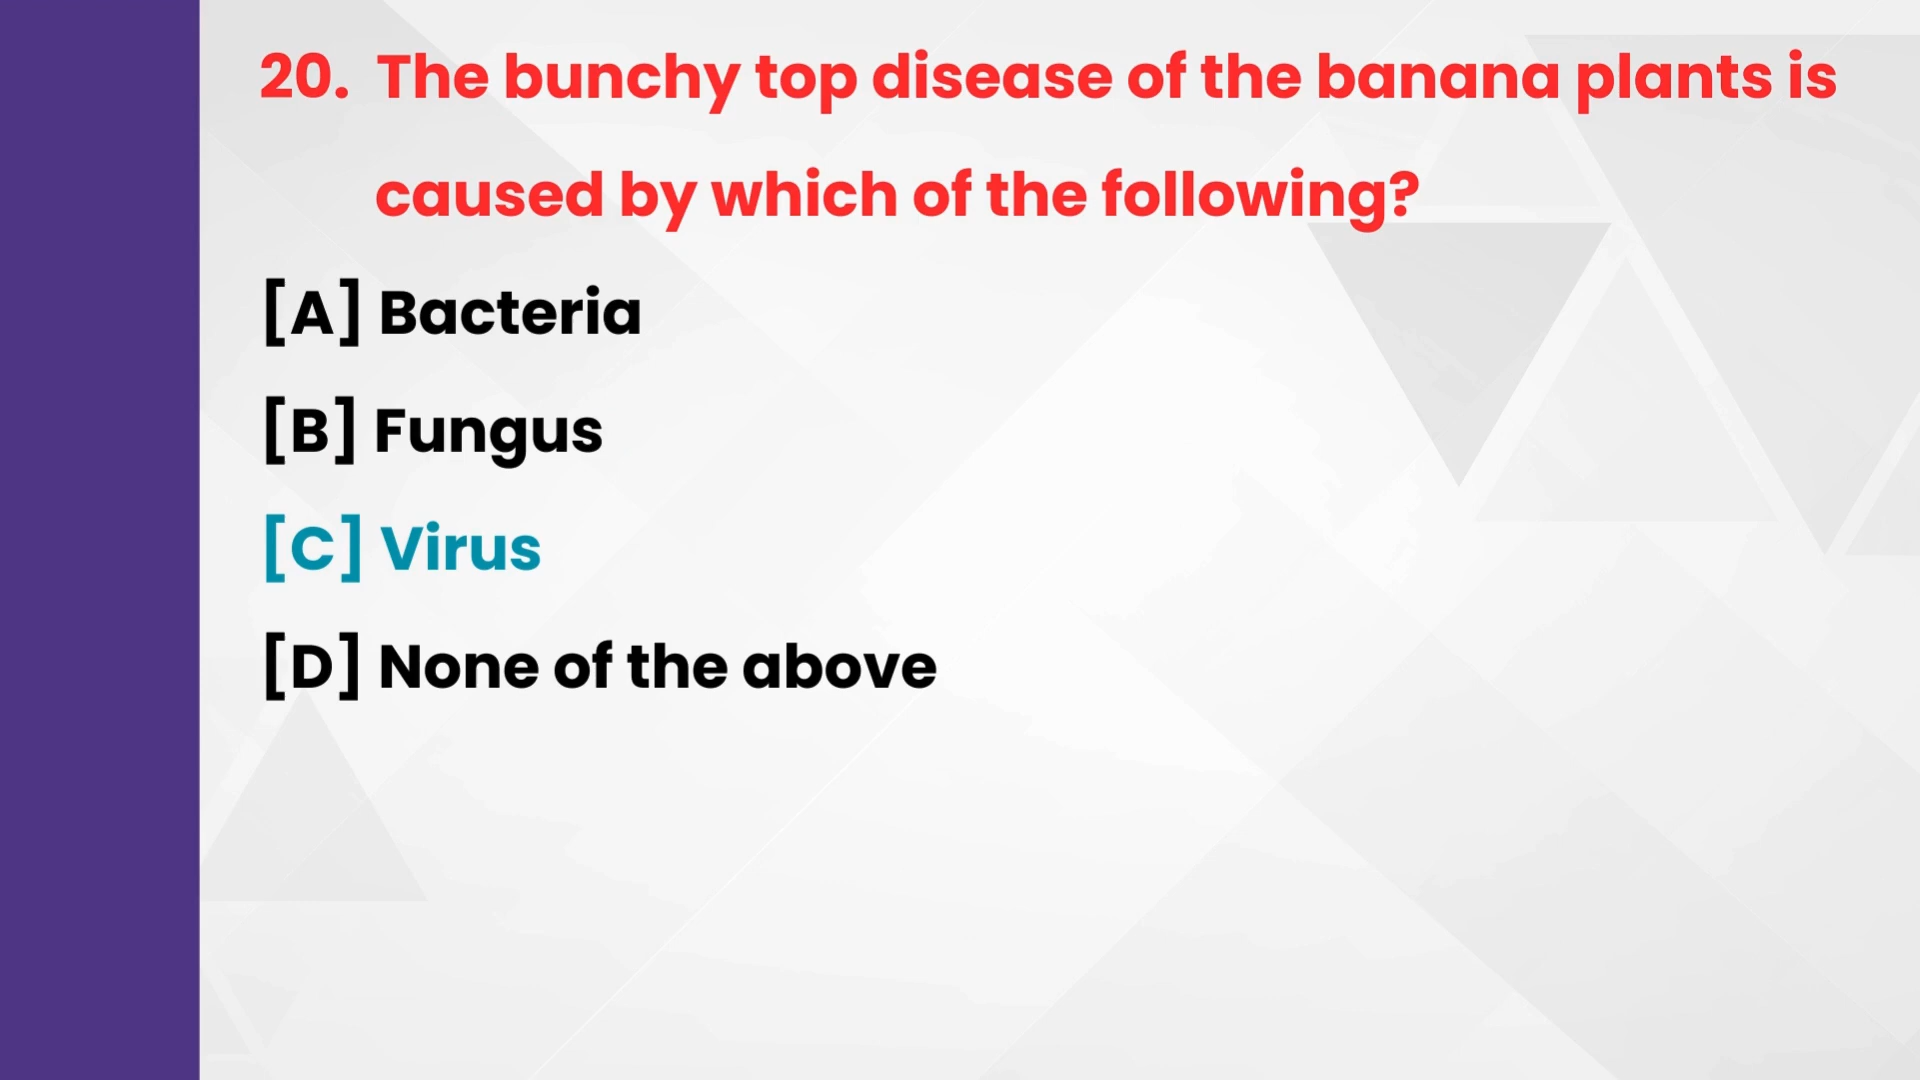 20. The bunchy top disease of the banana plants is
caused by which of the following?
[A] Bacteria
[B] Fungus
[C] Virus
[D] None of the above